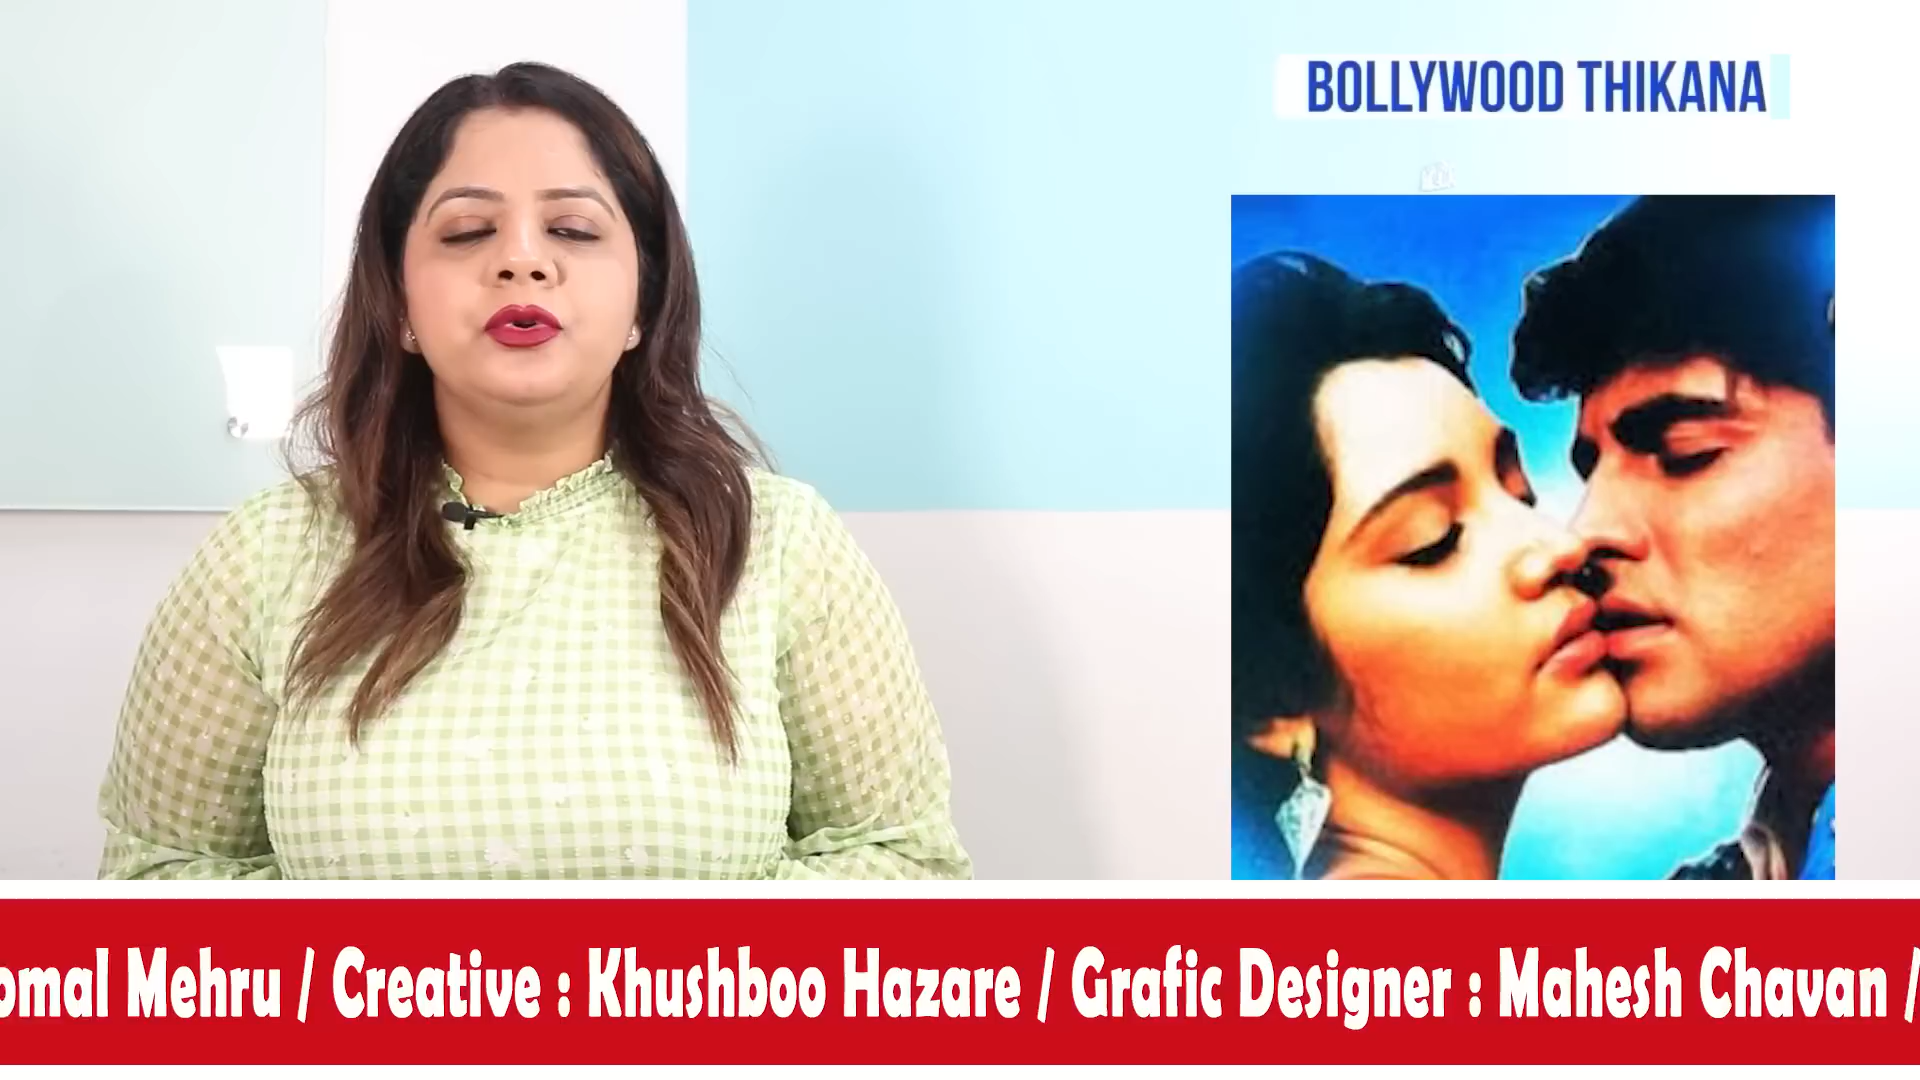 BOLLYWOOD THIKANA
omal Mehru / Creative : Khushboo Hazare / Grafic Designer : Mahesh Chavan /